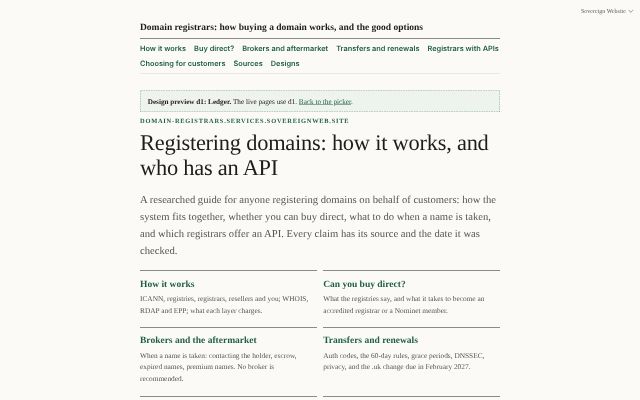 Sovereign Website
Domain registrars: how buying a domain works, and the good options
How it works Buy direct? Brokers and aftermarket Transfers and renewals Registrars with APIs
Choosing for customers Sources Designs
Design preview d1: Ledger. The live pages use d1. Back to the picker.
DOMAIN-REGISTRARS.SERVICES.SOVEREIGNWEB.SITE
Registering domains: how it works, and
who has an API
A researched guide for anyone registering domains on behalf of customers: how the
system fits together, whether you can buy direct, what to do when a name is taken,
and which registrars offer an API. Every claim has its source and the date it was
checked.
How it works
ICANN, registries, registrars, resellers and you; WHOIS,
RDAP and EPP; what each layer charges.
Can you buy direct?
What the registries say, and what it takes to become an
accredited registrar or a Nominet member.
Brokers and the aftermarket
When a name is taken: contacting the holder, escrow,
expired names, premium names. No broker is
recommended.
Transfers and renewals
Auth codes, the 60-day rules, grace periods, DNSSEC,
privacy, and the .uk change due in February 2027.